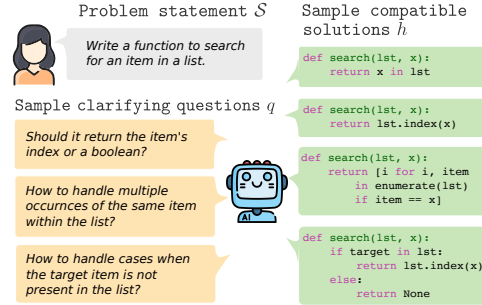 Problem statement S
Write a function to search
for an item in a list.
Sample clarifying questions q
Should it return the item's
index or a boolean?
How to handle multiple
occurnces of the same item
within the list?
How to handle cases when
the target item is not
present in the list?
AI
Sample compatible
solutions h
def search(lst, x):
    return x in lst
def search(lst, x):
    return lst.index(x)
def search(lst, x):
    return [i for i, item
        in enumerate(lst)
        if item == x]
def search(lst, x):
    if target in lst:
        return lst.index(x)
    else:
        return None